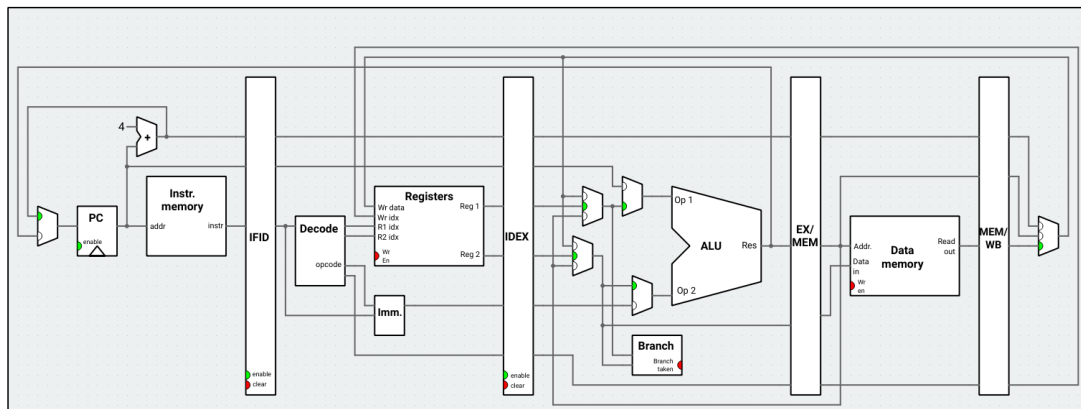 4
+
PC
enable
Instr.
memory
addr
instr
IFID
enable
clear
Decode
opcode
Registers
Wr data
Wr idx
R1 idx
R2 idx
Wr
En
Reg 1
Reg 2
Imm.
IDEX
enable
clear
Op 1
ALU
Res
Op 2
Branch
Branch
taken
EX/
MEM
Addr.
Data
in
Wr
en
Data
memory
Read
out
MEM/
WB